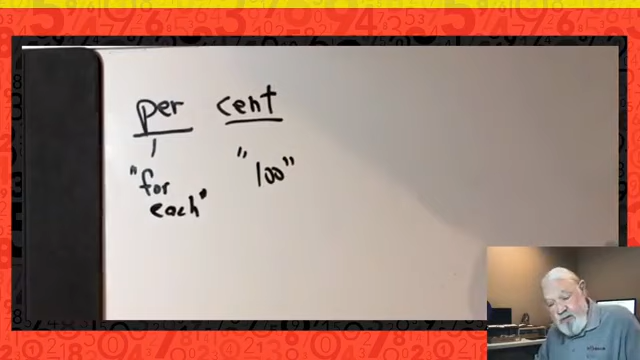 per cent
"for "100"
each"